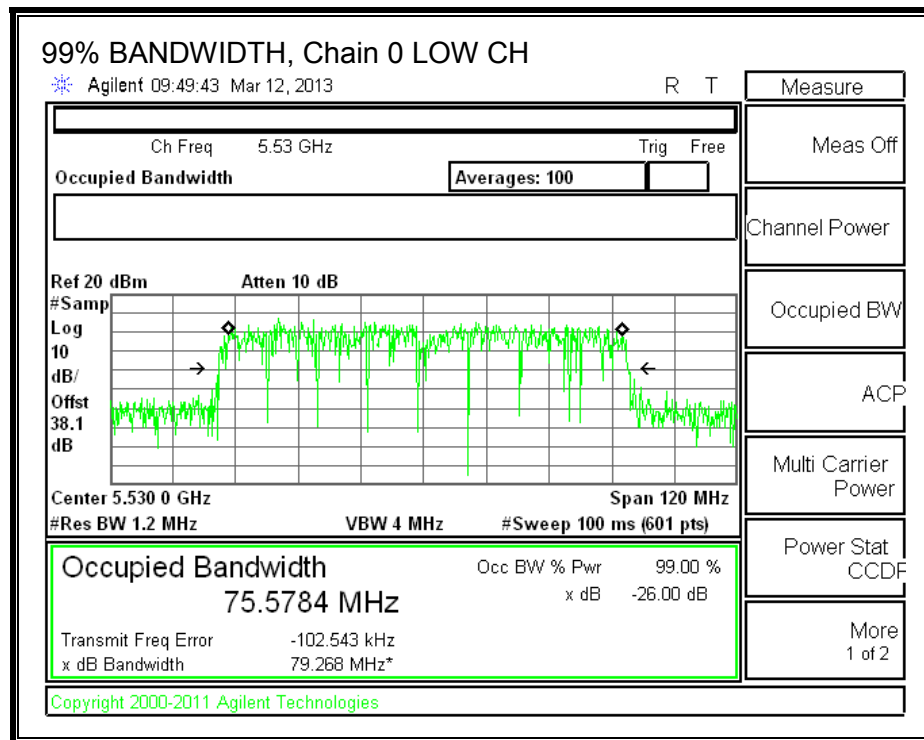 99% BANDWIDTH, Chain 0 LOW CH
Agilent 09:49:43 Mar 12, 2013 R T
Measure
Ch Freq 5.53 GHz Trig Free
Meas Off
Occupied Bandwidth Averages: 100
Channel Power
Ref 20 dBm Atten 10 dB
#Samp
Log
10
dB/
Offst
38.1
dB
Occupied BW
ACP
Multi Carrier
Power
Center 5.530 0 GHz Span 120 MHz
#Res BW 1.2 MHz VBW 4 MHz #Sweep 100 ms (601 pts)
Power Stat
CCDF
Occupied Bandwidth Occ BW % Pwr 99.00 %
75.5784 MHz x dB -26.00 dB
Transmit Freq Error -102.543 kHz
x dB Bandwidth 79.268 MHz*
More
1 of 2
Copyright 2000-2011 Agilent Technologies